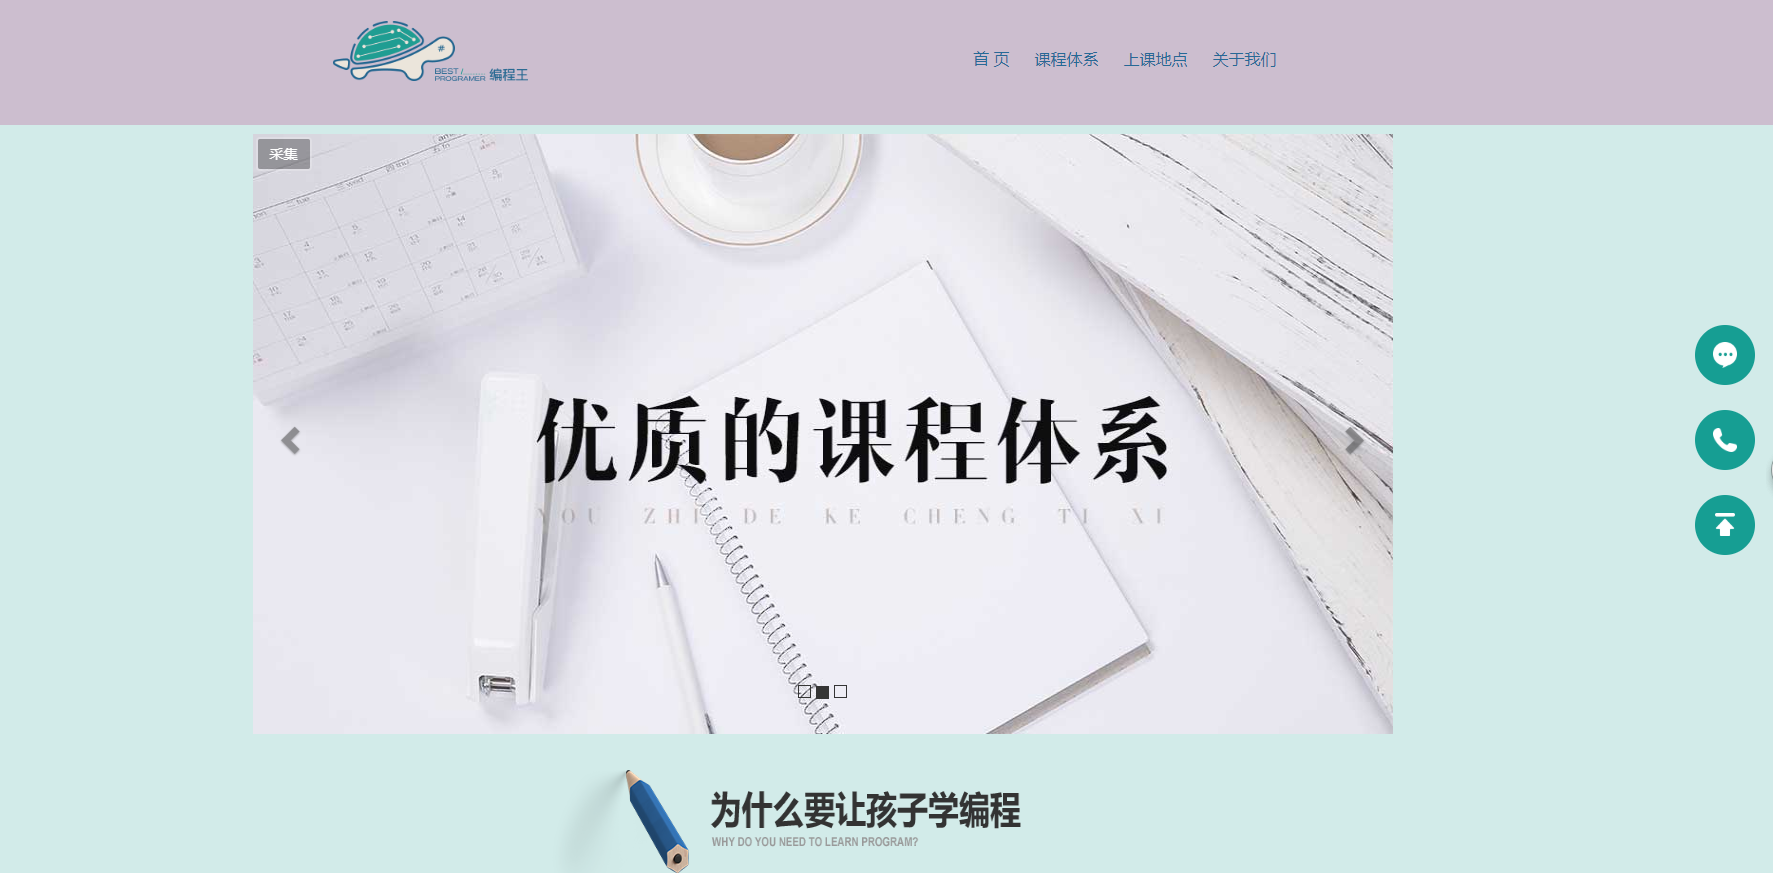 BEST /
PROGRAMER 编程王
首 页 课程体系 上课地点 关于我们
采集
优质的课程体系
YOU ZHI DE KE CHENG TI XI
为什么要让孩子学编程
WHY DO YOU NEED TO LEARN PROGRAM?